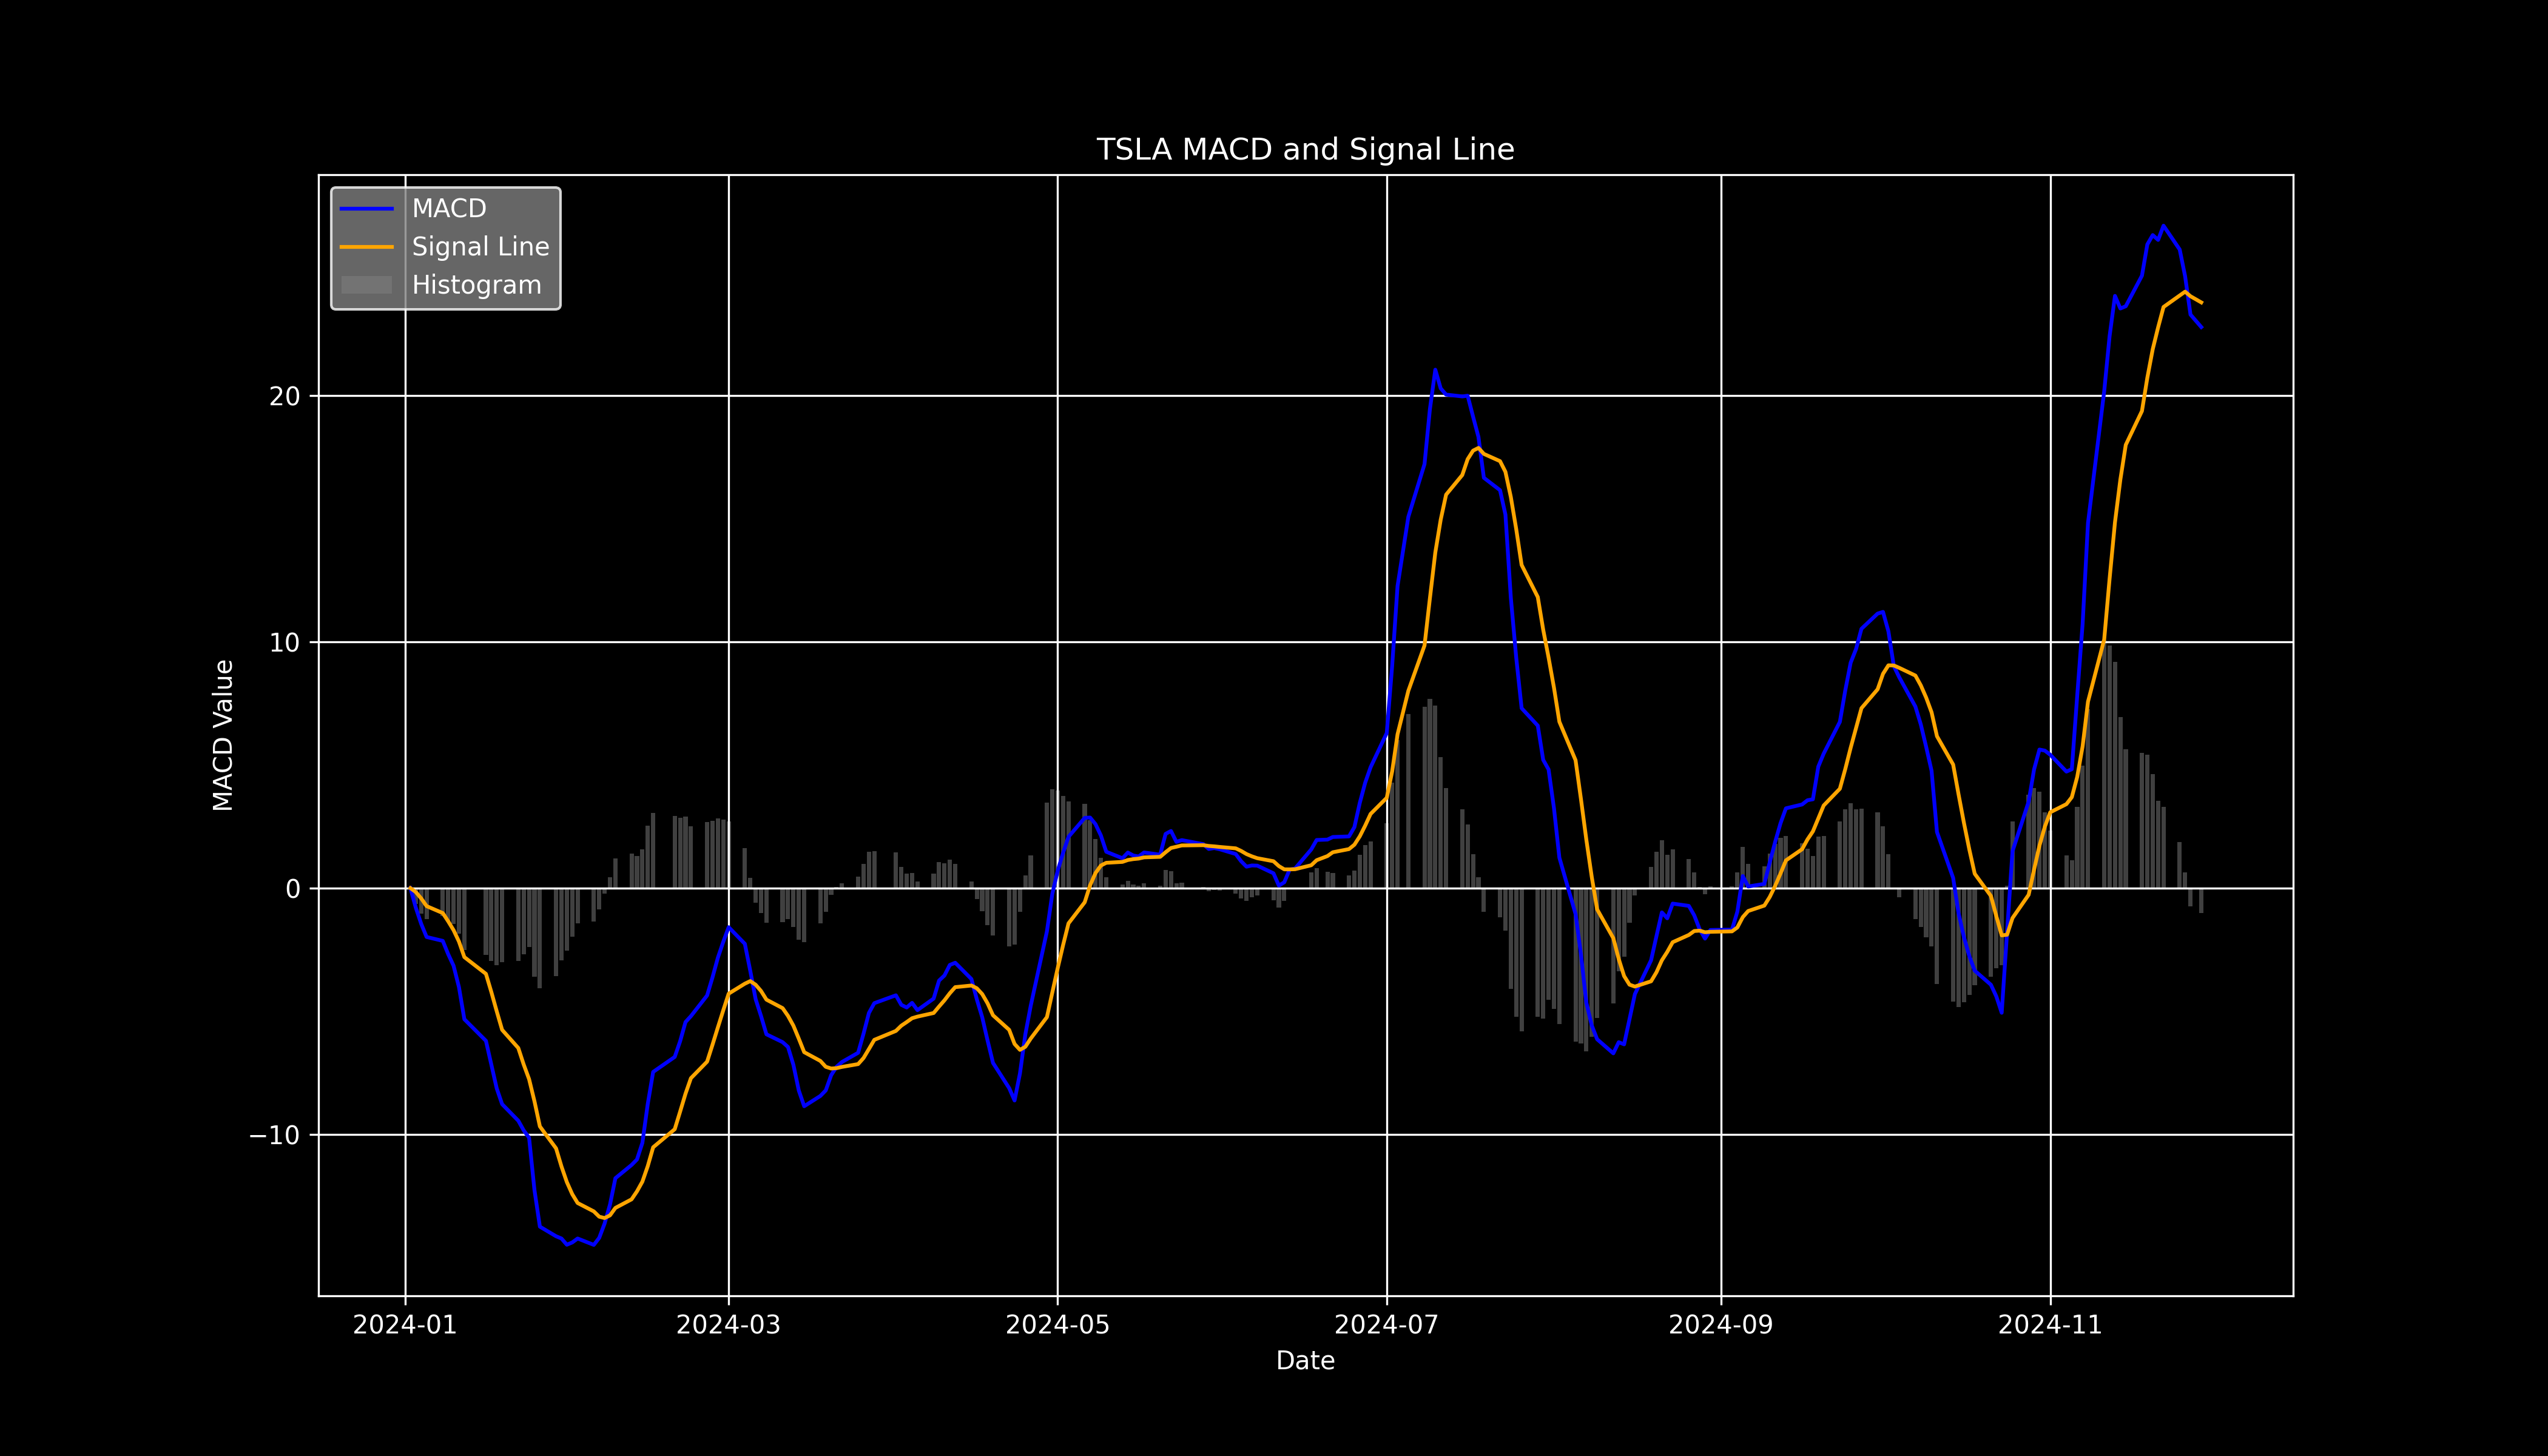 TSLA MACD and Signal Line
MACD
Signal Line
Histogram
MACD Value
20
10
0
−10
2024-01
2024-03
2024-05
2024-07
2024-09
2024-11
Date